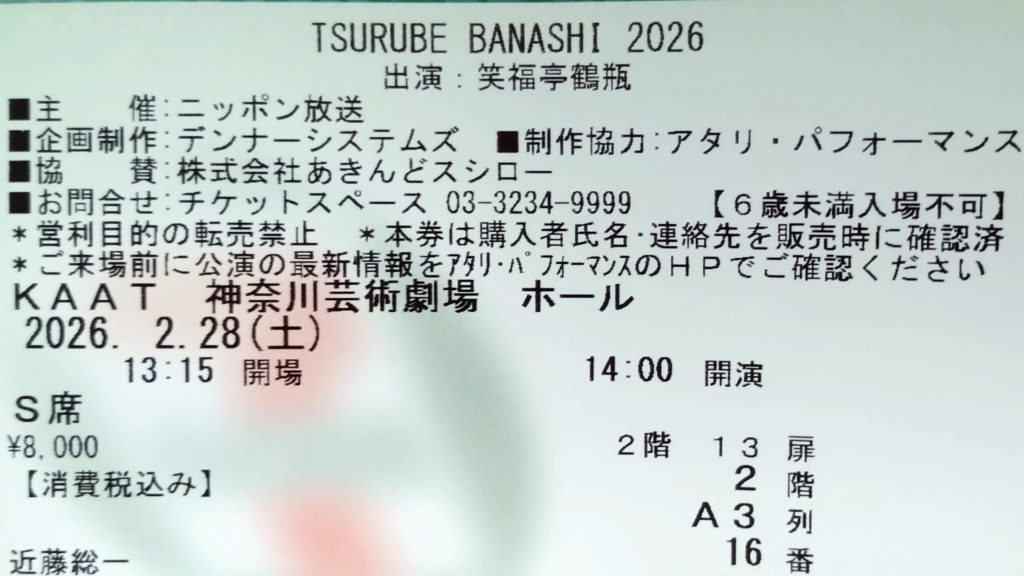 TSURUBE BANASHI 2026
出演：笑福亭鶴瓶
■主　　催：ニッポン放送
■企画制作：デンナーシステムズ　■制作協力：アタリ・パフォーマンス
■協　　賛：株式会社あきんどスシロー
■お問合せ：チケットスペース 03-3234-9999　【６歳未満入場不可】
＊営利目的の転売禁止　＊本券は購入者氏名・連絡先を販売時に確認済
＊ご来場前に公演の最新情報をｱﾀﾘ・ﾊﾟﾌｫｰﾏﾝｽのＨＰでご確認ください
ＫＡＡＴ　神奈川芸術劇場　ホール
2026. 2.28(土)
13:15 開場　14:00 開演
Ｓ席
¥8,000　２階　１３ 扉
【消費税込み】　２ 階
Ａ３ 列
16 番
近藤総一